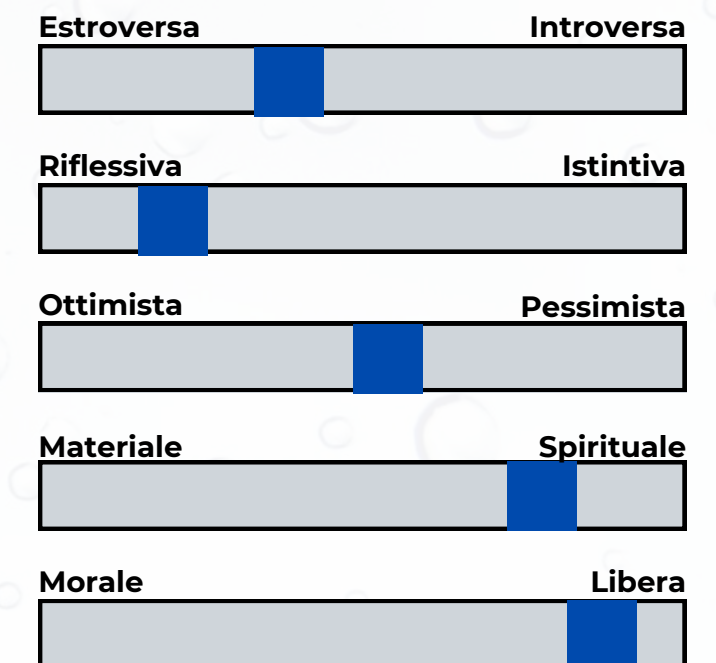 Estroversa Introversa
Riflessiva Istintiva
Ottimista Pessimista
Materiale Spirituale
Morale Libera